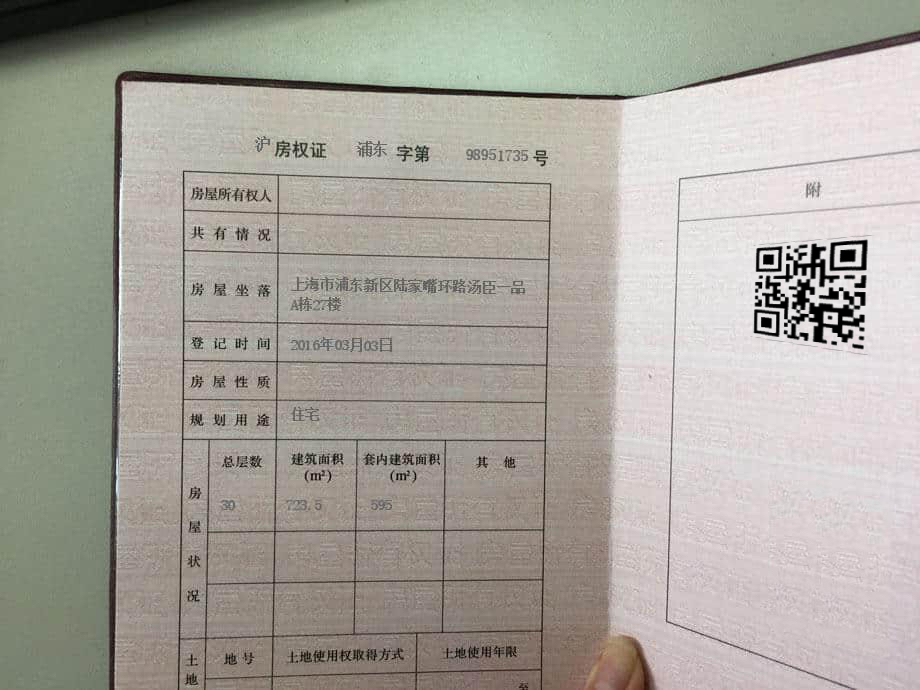 沪 房权证 浦东 字第 98951735 号
房屋所有权人
共有情况
房屋坐落 上海市浦东新区陆家嘴环路汤臣一品
A栋27楼
登记时间 2016年03月03日
房屋性质
规划用途 住宅
房屋状况
总层数 建筑面积 套内建筑面积 其他
(m²) (m²)
30 723.5 595
土地
地号 土地使用权取得方式 土地使用年限
至
附